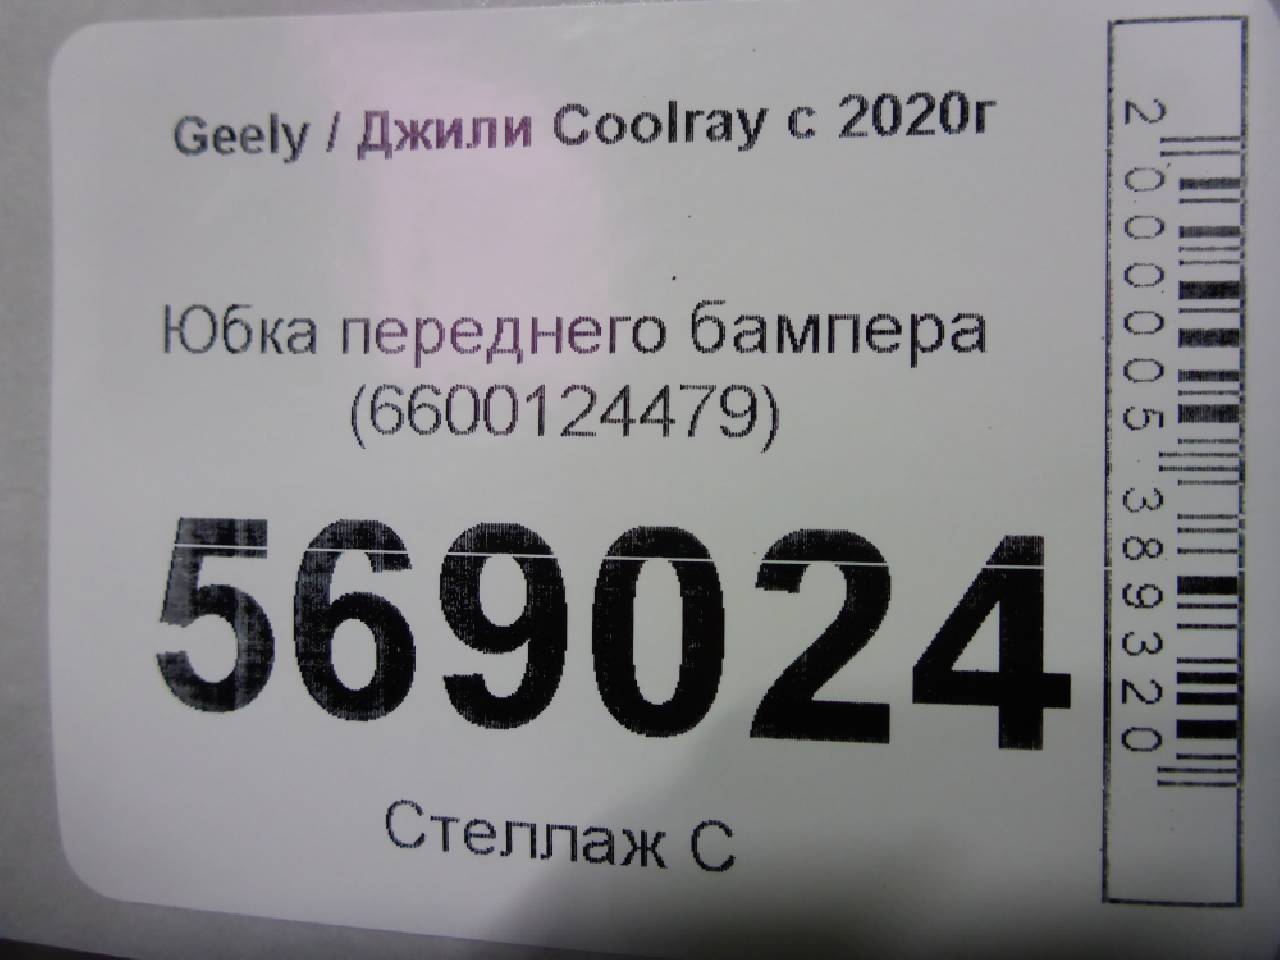 Geely / Джили Coolray с 2020г
Юбка переднего бампера
(6600124479)
569024
Стеллаж С
2000005389320